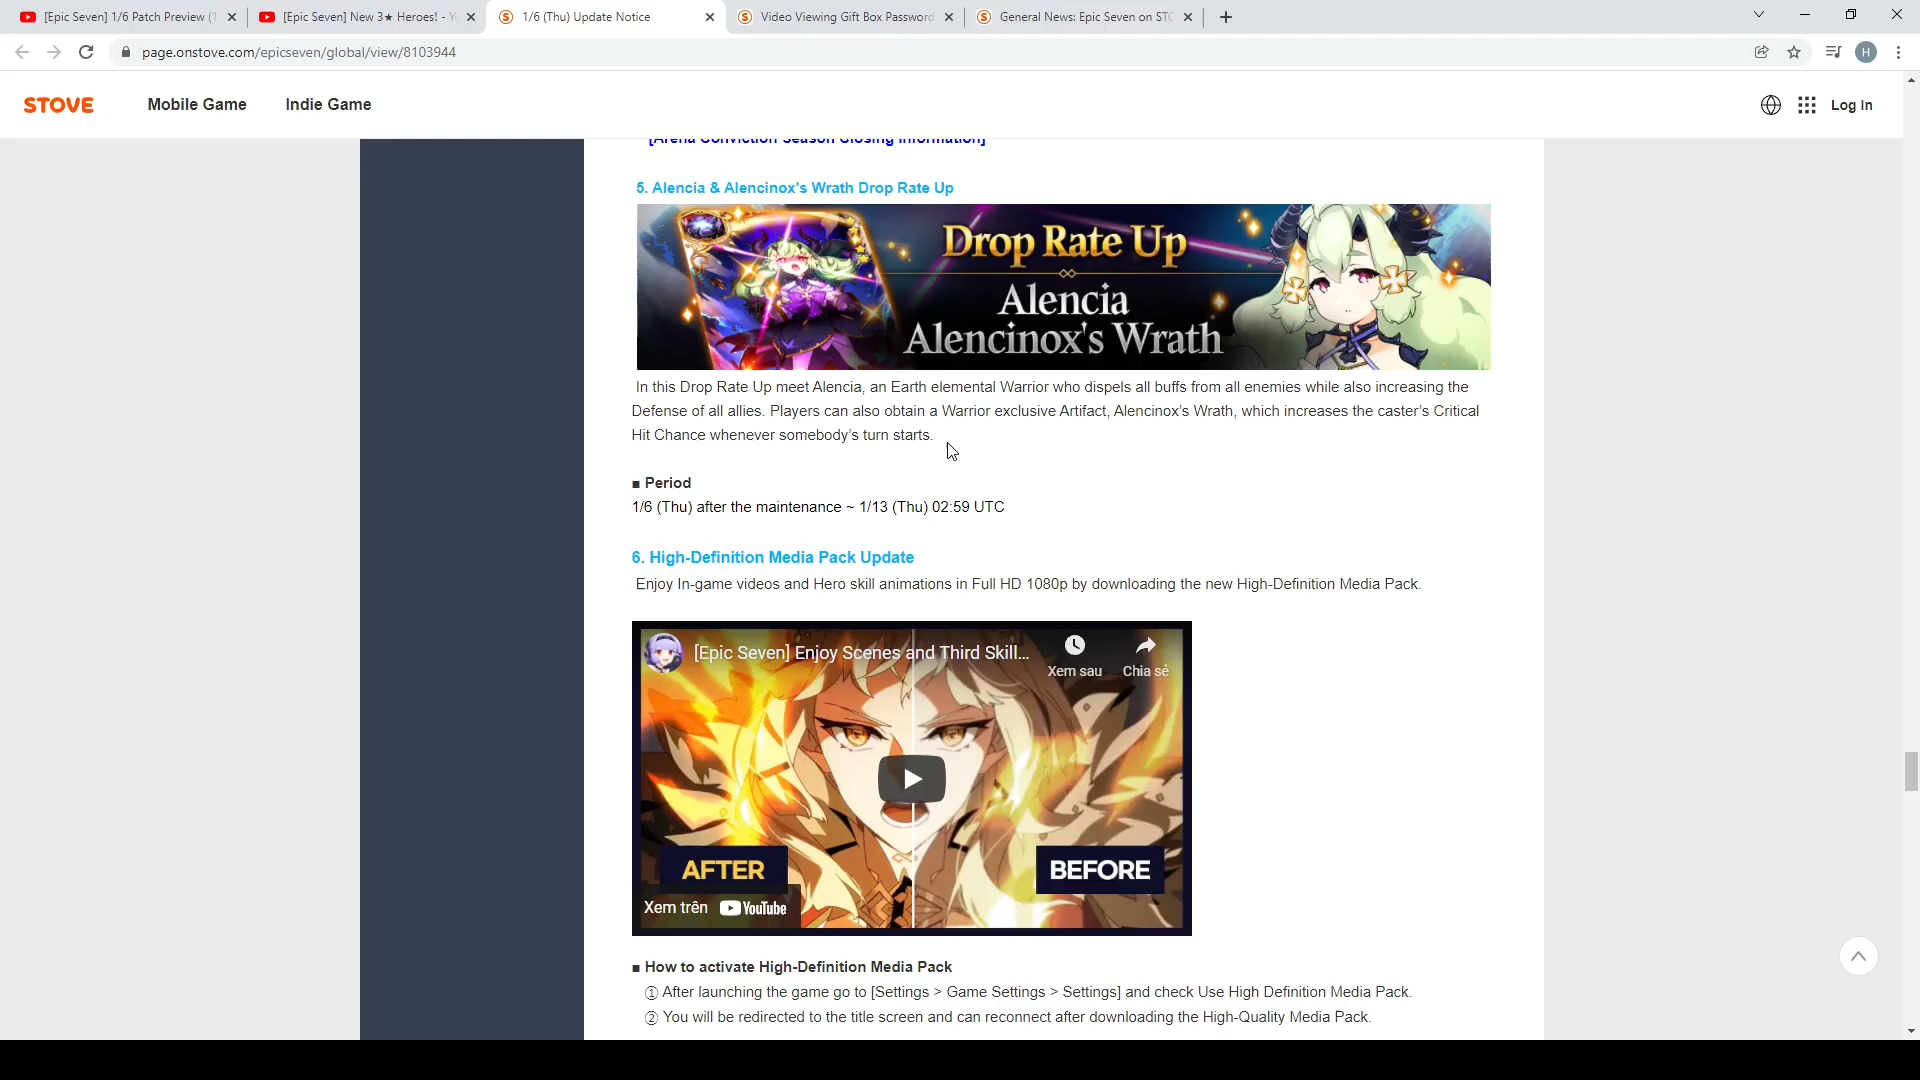 [Epic Seven] 1/6 Patch Preview (1
[Epic Seven] New 3★ Heroes! - Y
1/6 (Thu) Update Notice
Video Viewing Gift Box Password
General News: Epic Seven on STO
page.onstove.com/epicseven/global/view/8103944
H
STOVE
Mobile Game
Indie Game
Log In
[Arena Conviction Season Closing Information]
5. Alencia & Alencinox's Wrath Drop Rate Up
Drop Rate Up
Alencia
Alencinox's Wrath
In this Drop Rate Up meet Alencia, an Earth elemental Warrior who dispels all buffs from all enemies while also increasing the
Defense of all allies. Players can also obtain a Warrior exclusive Artifact, Alencinox’s Wrath, which increases the caster’s Critical
Hit Chance whenever somebody’s turn starts.
■ Period
1/6 (Thu) after the maintenance ~ 1/13 (Thu) 02:59 UTC
6. High-Definition Media Pack Update
Enjoy In-game videos and Hero skill animations in Full HD 1080p by downloading the new High-Definition Media Pack.
[Epic Seven] Enjoy Scenes and Third Skill...
Xem sau
Chia sẻ
AFTER
BEFORE
Xem trên YouTube
■ How to activate High-Definition Media Pack
① After launching the game go to [Settings > Game Settings > Settings] and check Use High Definition Media Pack.
② You will be redirected to the title screen and can reconnect after downloading the High-Quality Media Pack.